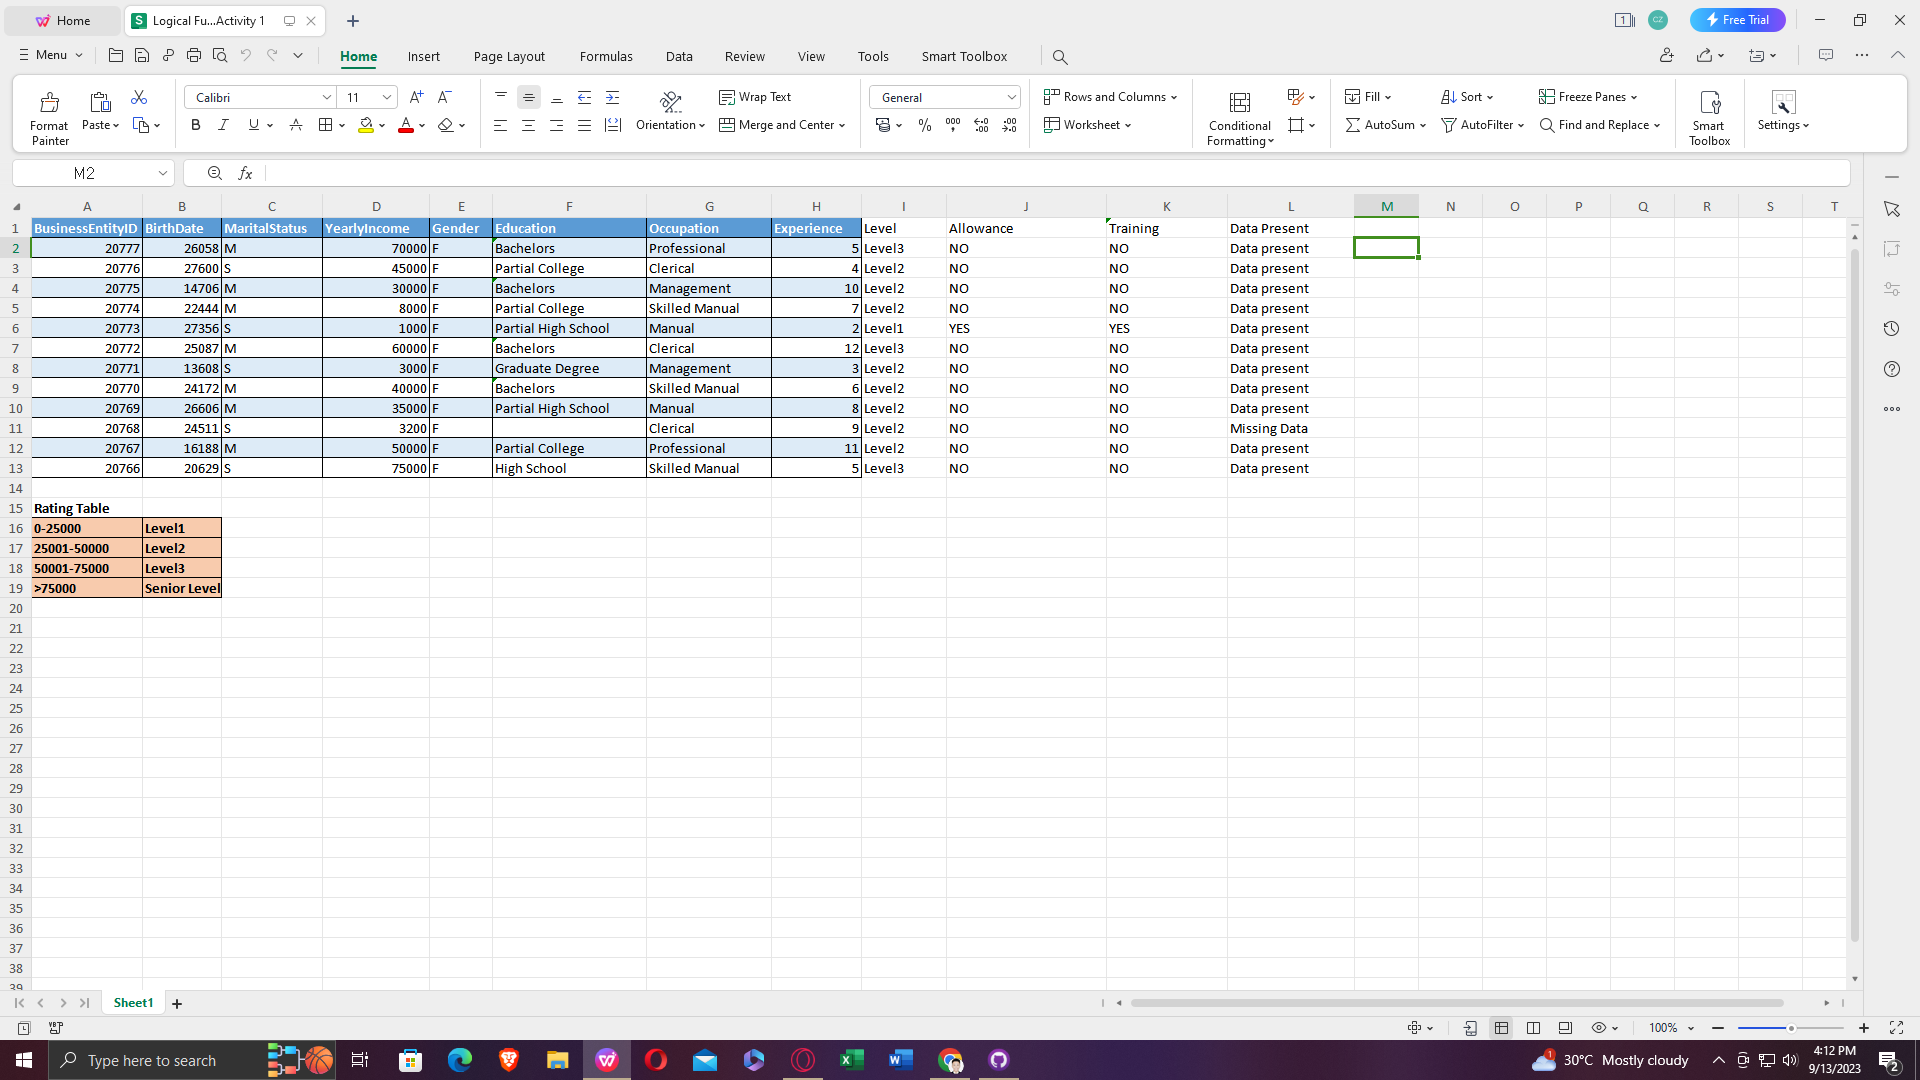 Home
Logical Fu...Activity 1
1
CZ
Free Trial
Menu
Home Insert Page Layout Formulas Data Review View Tools Smart Toolbox
Format Painter
Paste
Calibri
11
Orientation
Wrap Text
Merge and Center
General
Rows and Columns
Worksheet
Conditional Formatting
Fill
AutoSum
Sort
AutoFilter
Freeze Panes
Find and Replace
Smart Toolbox
Settings
M2
fx
A B C D E F G H I J K L M N O P Q R S T
1 BusinessEntityID BirthDate MaritalStatus YearlyIncome Gender Education Occupation Experience Level Allowance Training Data Present
2 20777 26058 M 70000 F Bachelors Professional 5 Level3 NO NO Data present
3 20776 27600 S 45000 F Partial College Clerical 4 Level2 NO NO Data present
4 20775 14706 M 30000 F Bachelors Management 10 Level2 NO NO Data present
5 20774 22444 M 8000 F Partial College Skilled Manual 7 Level2 NO NO Data present
6 20773 27356 S 1000 F Partial High School Manual 2 Level1 YES YES Data present
7 20772 25087 M 60000 F Bachelors Clerical 12 Level3 NO NO Data present
8 20771 13608 S 3000 F Graduate Degree Management 3 Level2 NO NO Data present
9 20770 24172 M 40000 F Bachelors Skilled Manual 6 Level2 NO NO Data present
10 20769 26606 M 35000 F Partial High School Manual 8 Level2 NO NO Data present
11 20768 24511 S 3200 F Clerical 9 Level2 NO NO Missing Data
12 20767 16188 M 50000 F Partial College Professional 11 Level2 NO NO Data present
13 20766 20629 S 75000 F High School Skilled Manual 5 Level3 NO NO Data present
14
15 Rating Table
16 0-25000 Level1
17 25001-50000 Level2
18 50001-75000 Level3
19 >75000 Senior Level
20
21
22
23
24
25
26
27
28
29
30
31
32
33
34
35
36
37
38
39
Sheet1
100%
Type here to search
1
30°C Mostly cloudy
4:12 PM
9/13/2023
2